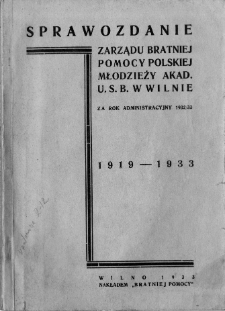 SPRAWOZDANIE
ZARZĄDU BRATNIEJ
POMOCY POLSKIEJ
MŁODZIEŻY AKAD.
U. S. B. W WILNIE
ZA ROK ADMINISTRACYJNY 1932/33
1919 — 1933
WILNO 1933
NAKŁADEM „BRATNIEJ POMOCY"